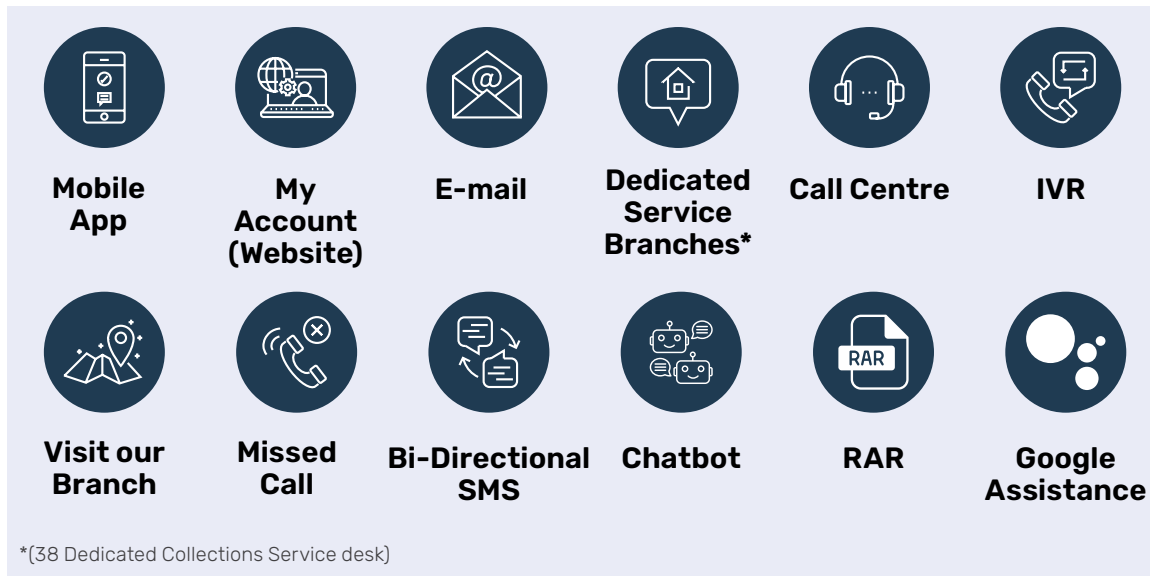 Mobile
App
My
Account
(Website)
E-mail
Dedicated
Service
Branches*
Call Centre
IVR
Visit our
Branch
Missed
Call
Bi-Directional
SMS
Chatbot
RAR
RAR
Google
Assistance
*(38 Dedicated Collections Service desk)